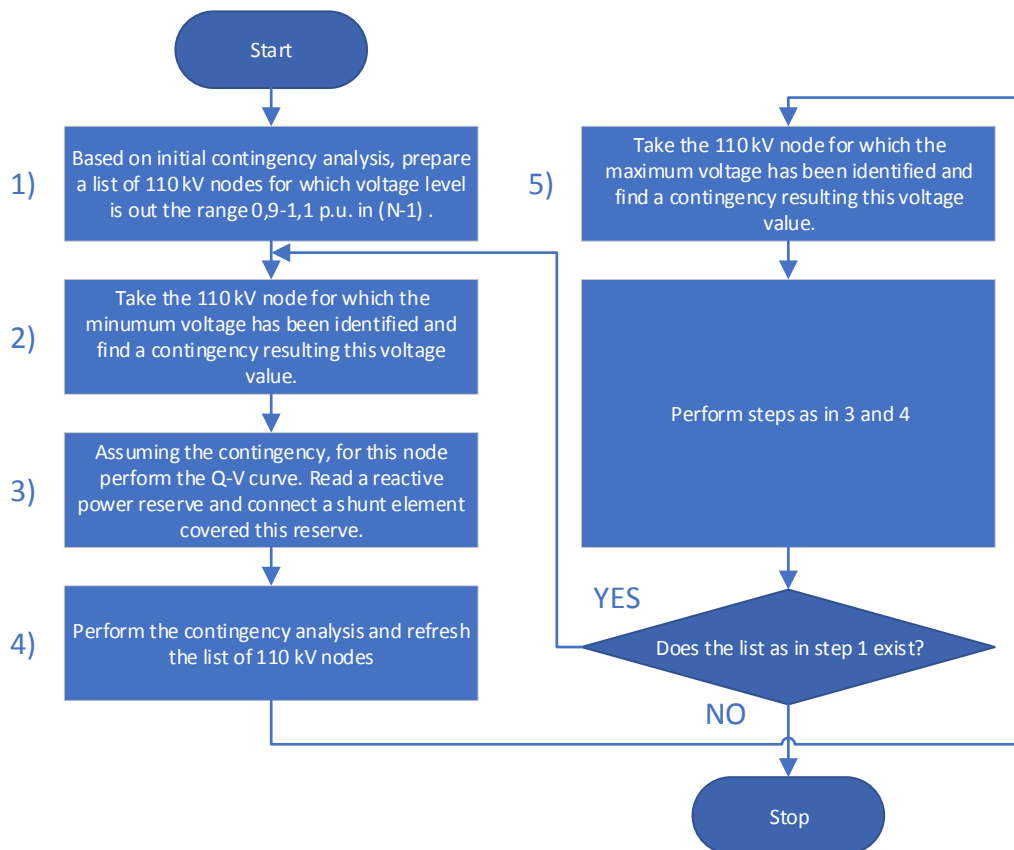 Start
1)
Based on initial contingency analysis, prepare
a list of 110 kV nodes for which voltage level
is out the range 0,9-1,1 p.u. in (N-1) .
2)
Take the 110 kV node for which the
minumum voltage has been identified and
find a contingency resulting this voltage
value.
3)
Assuming the contingency, for this node
perform the Q-V curve. Read a reactive
power reserve and connect a shunt element
covered this reserve.
4)
Perform the contingency analysis and refresh
the list of 110 kV nodes
5)
Take the 110 kV node for which the
maximum voltage has been identified and
find a contingency resulting this voltage
value.
Perform steps as in 3 and 4
YES
Does the list as in step 1 exist?
NO
Stop